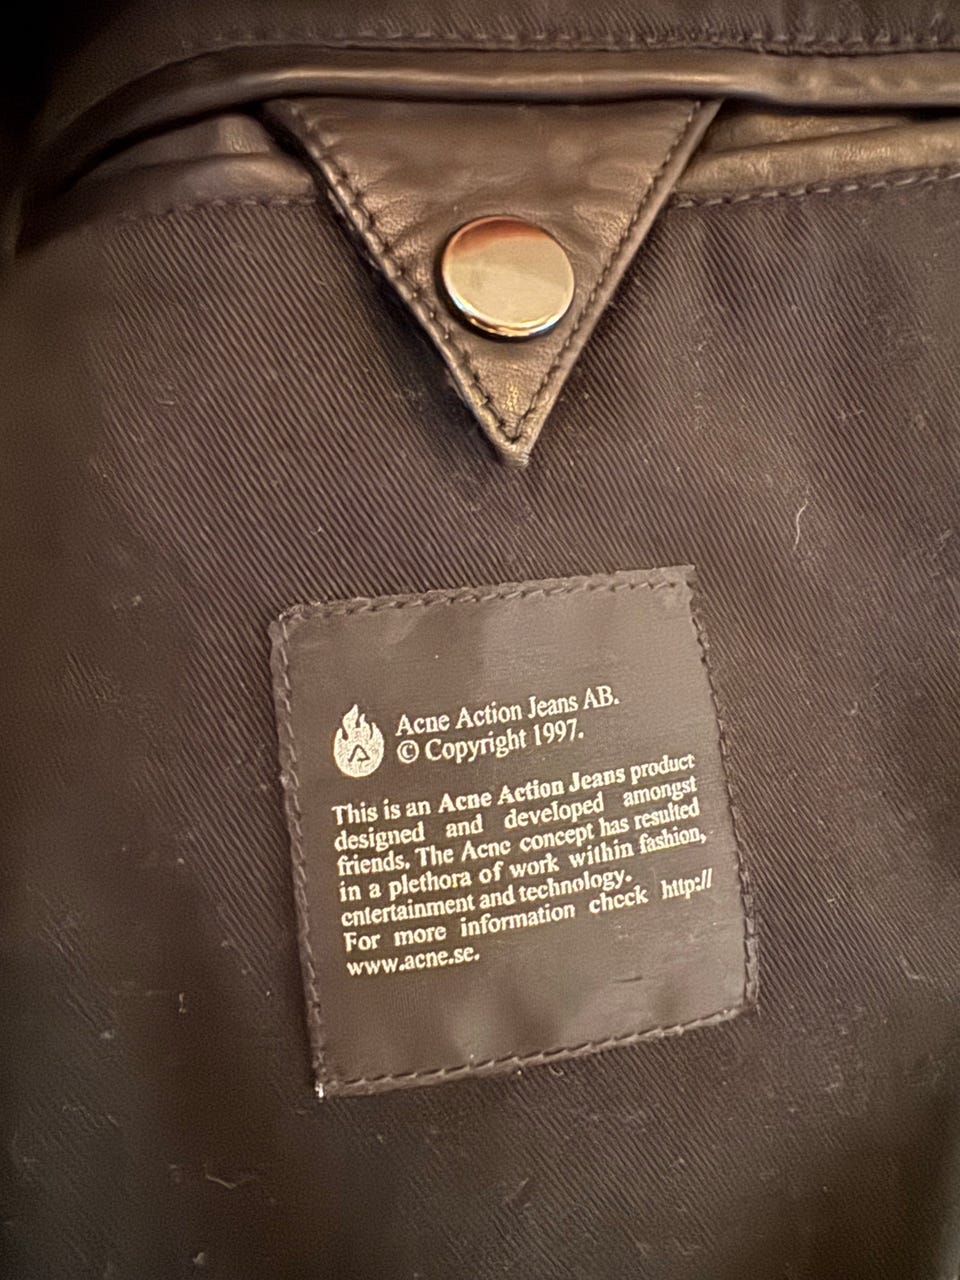 Acne Action Jeans AB.
© Copyright 1997.
This is an Acne Action Jeans product
designed and developed amongst
friends. The Acne concept has resulted
in a plethora of work within fashion,
entertainment and technology.
For more information check http://
www.acne.se.